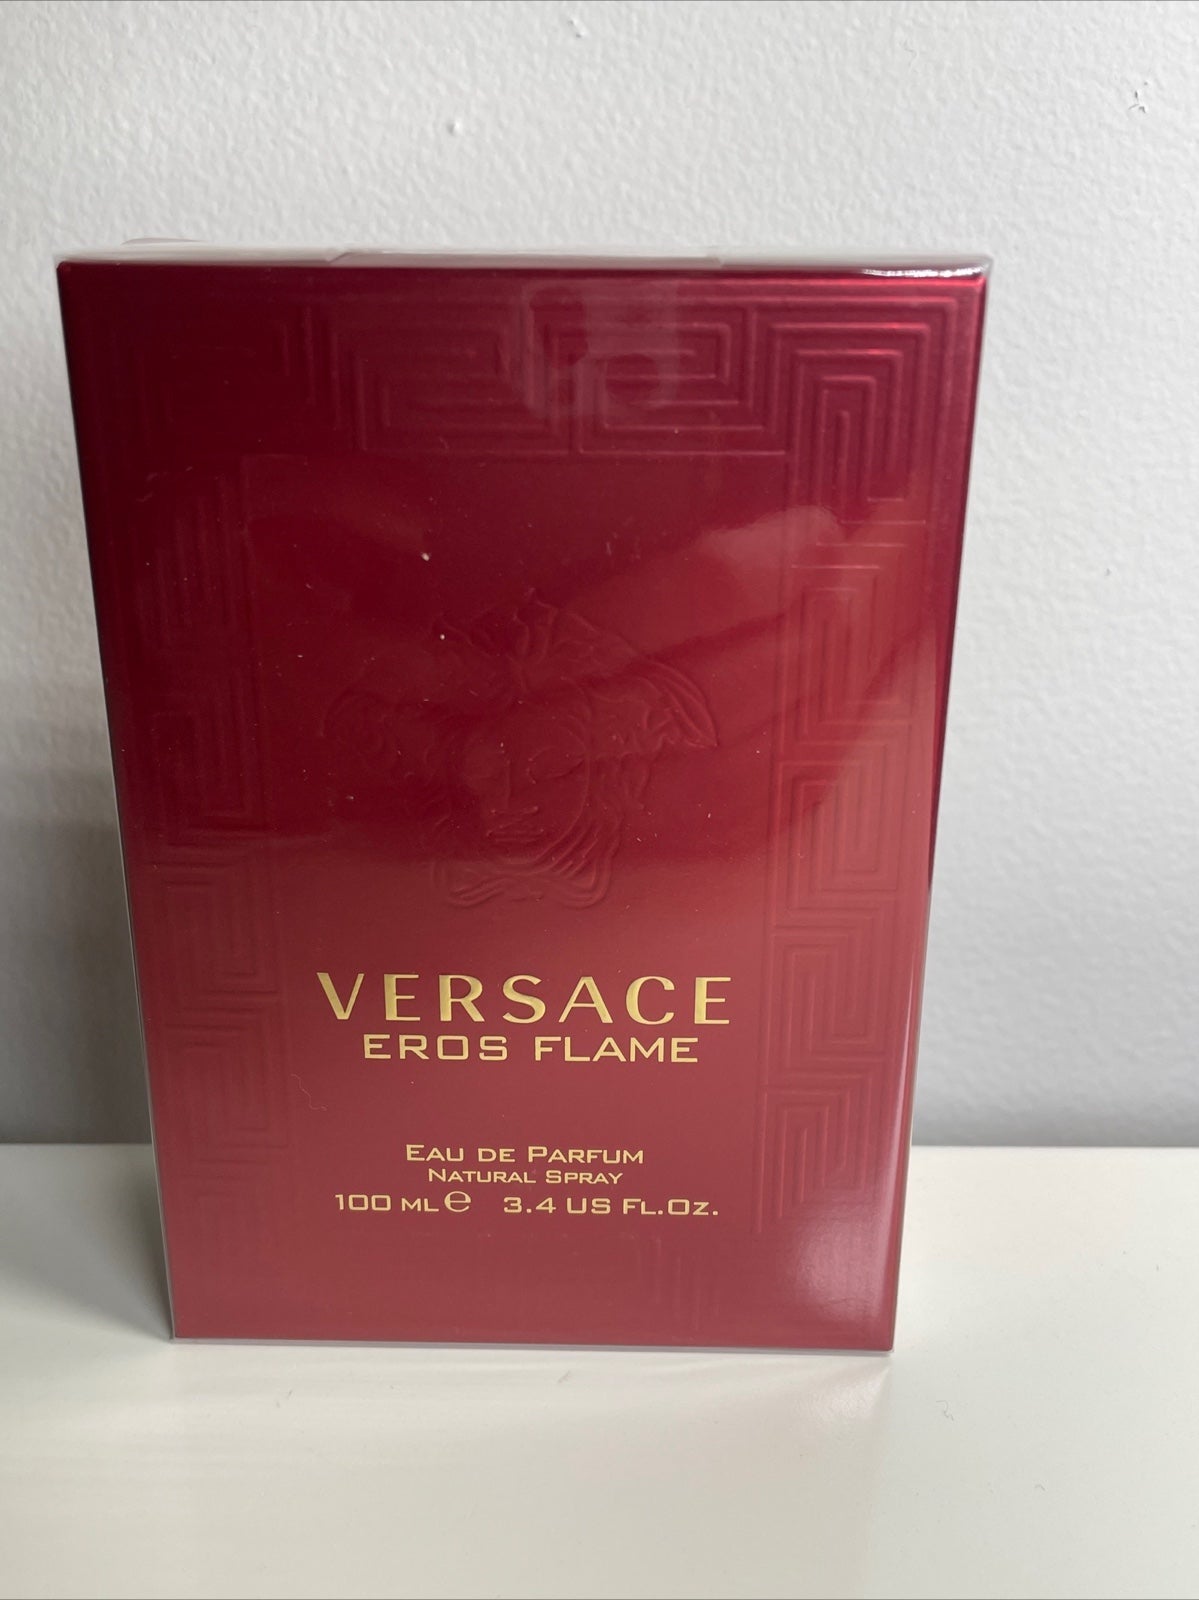 VERSACE
EROS FLAME
EAU DE PARFUM
NATURAL SPRAY
100 ML ℮ 3.4 US FL.OZ.